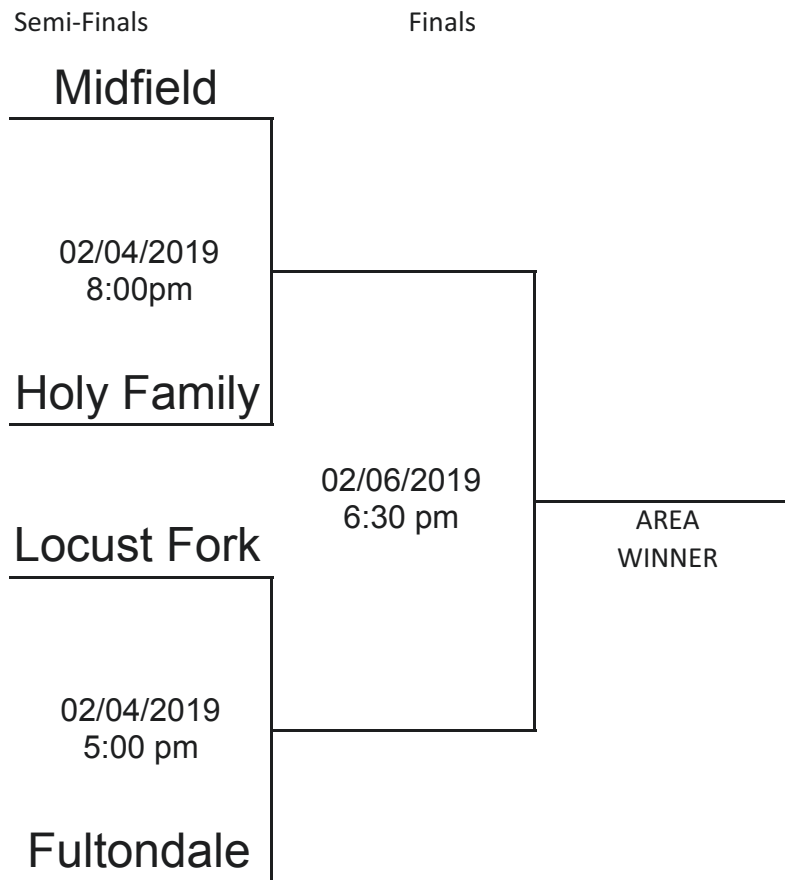 Semi-Finals
Finals
Midfield
02/04/2019
8:00pm
Holy Family
02/06/2019
6:30 pm
AREA
WINNER
Locust Fork
02/04/2019
5:00 pm
Fultondale